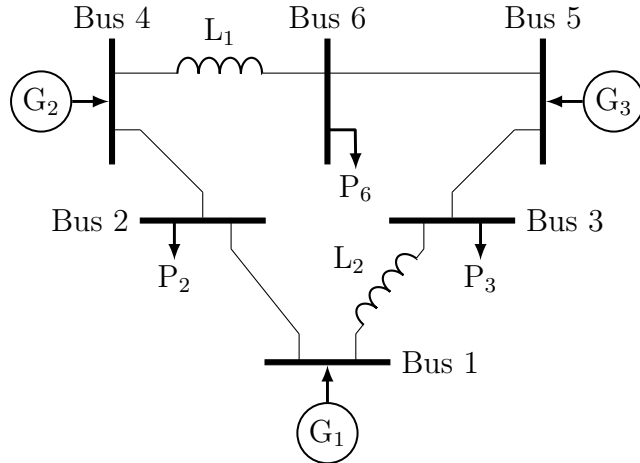 Bus 4
L₁
Bus 6
Bus 5
G₂
G₃
P₆
Bus 2
Bus 3
P₂
L₂
P₃
Bus 1
G₁